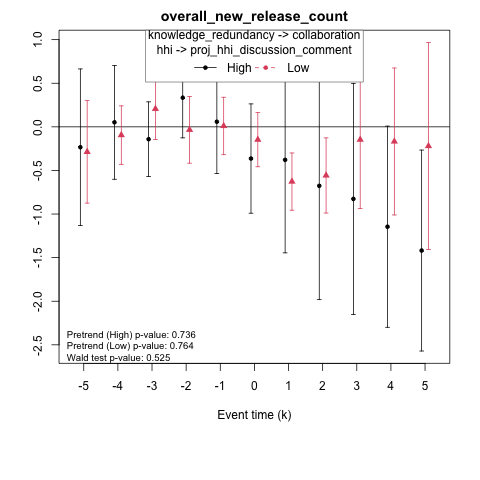 overall_new_release_count
knowledge_redundancy -> collaboration
hhi -> proj_hhi_discussion_comment
High Low
1.0
0.5
0.0
-0.5
-1.0
-1.5
-2.0
-2.5
Pretrend (High) p-value: 0.736
Pretrend (Low) p-value: 0.764
Wald test p-value: 0.525
-5 -4 -3 -2 -1 0 1 2 3 4 5
Event time (k)